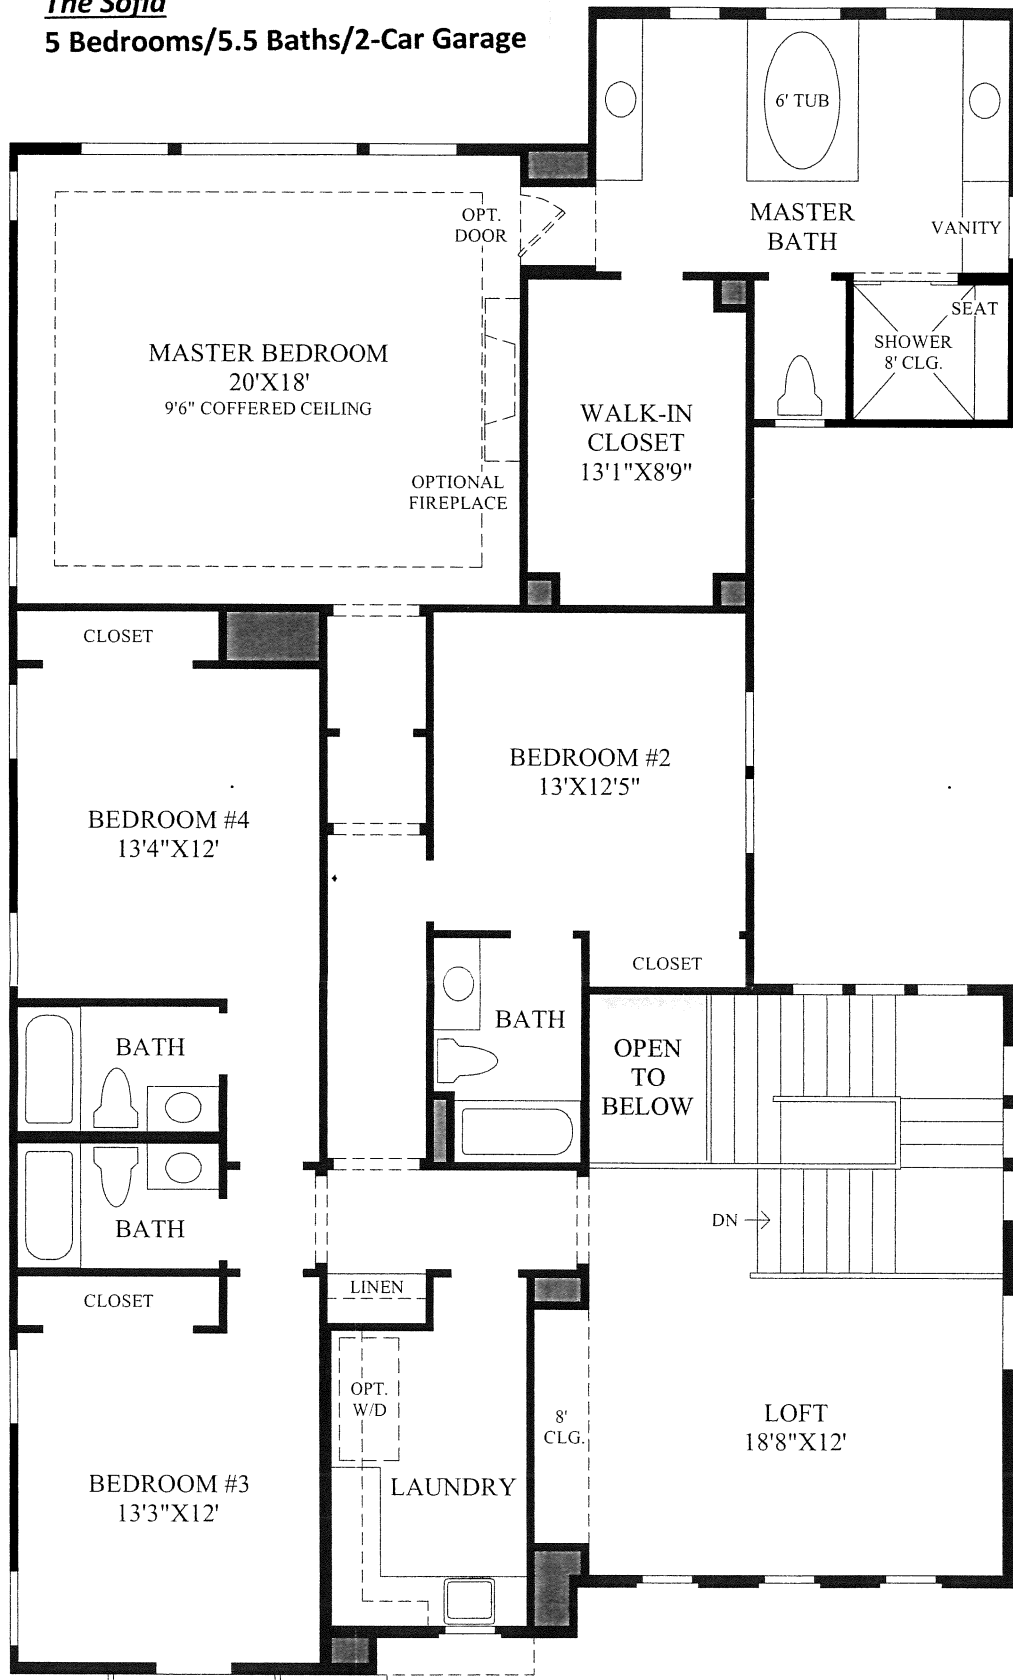 The Sofia
5 Bedrooms/5.5 Baths/2-Car Garage
6' TUB
OPT.
DOOR
MASTER
BATH
VANITY
SEAT
SHOWER
8' CLG.
MASTER BEDROOM
20'X18'
9'6" COFFERED CEILING
WALK-IN
CLOSET
13'1"X8'9"
OPTIONAL
FIREPLACE
CLOSET
BEDROOM #2
13'X12'5"
BEDROOM #4
13'4"X12'
CLOSET
BATH
BATH
OPEN
TO
BELOW
BATH
DN
CLOSET
LINEN
OPT.
W/D
8'
CLG.
LOFT
18'8"X12'
LAUNDRY
BEDROOM #3
13'3"X12'